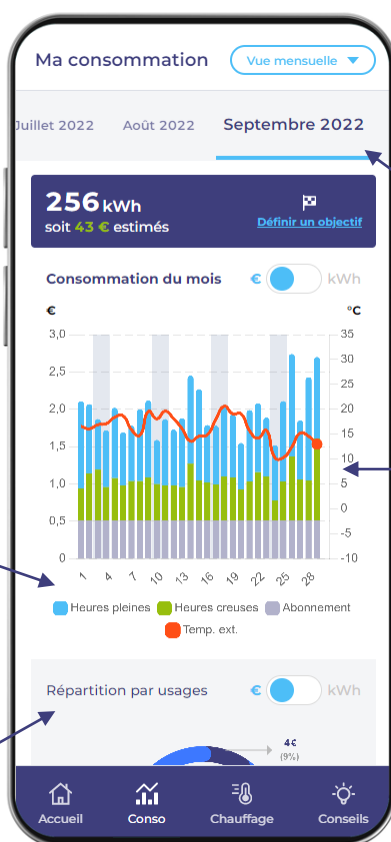 Ma consommation
Vue mensuelle
Juillet 2022 Août 2022 Septembre 2022
256 kWh
soit 43 € estimés
Définir un objectif
Consommation du mois € kWh
€ °C
3,0 35
30
2,5 25
2,0 20
1,5 15
10
1,0 5
0
0,5 -5
0 -10
1 4 7 10 13 16 19 22 25 28
Heures pleines Heures creuses Abonnement
Temp. ext.
Répartition par usages € kWh
4€
(9%)
Accueil Conso Chauffage Conseils